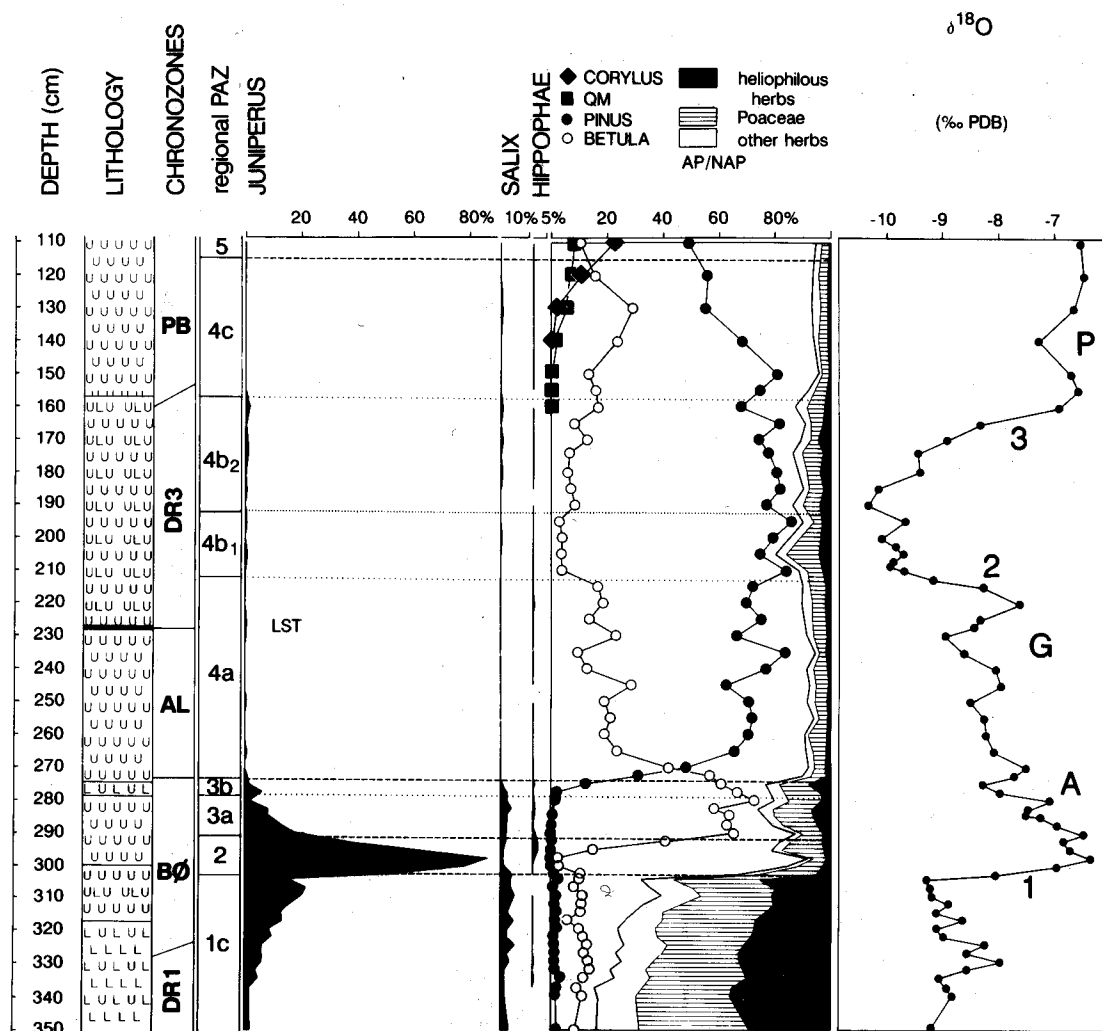 δ18O
(‰ PDB)
DEPTH (cm)
LITHOLOGY
CHRONOZONES
regional PAZ
JUNIPERUS
SALIX
HIPPOPHAE
CORYLUS
QM
PINUS
BETULA
heliophilous herbs
Poaceae
other herbs
AP/NAP
20 40 60 80%
10%
5%
20 40 60 80%
-10 -9 -8 -7
110
120
130
140
150
160
170
180
190
200
210
220
230
240
250
260
270
280
290
300
310
320
330
340
350
PB
DR3
AL
BØ
DR1
5
4c
4b2
4b1
4a
3b
3a
2
1c
LST
P
3
2
G
A
1